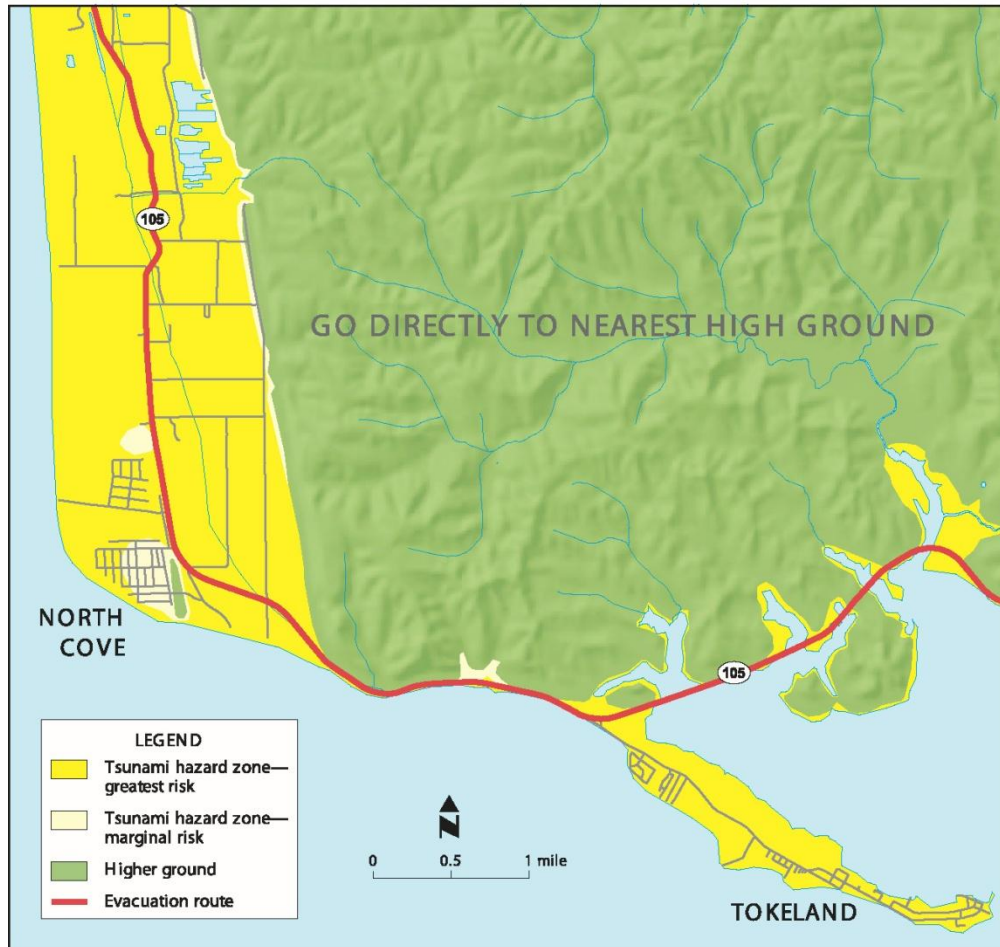 105
GO DIRECTLY TO NEAREST HIGH GROUND
NORTH
COVE
105
LEGEND
Tsunami hazard zone—
greatest risk
Tsunami hazard zone—
marginal risk
Higher ground
Evacuation route
N
0 0.5 1 mile
TOKELAND